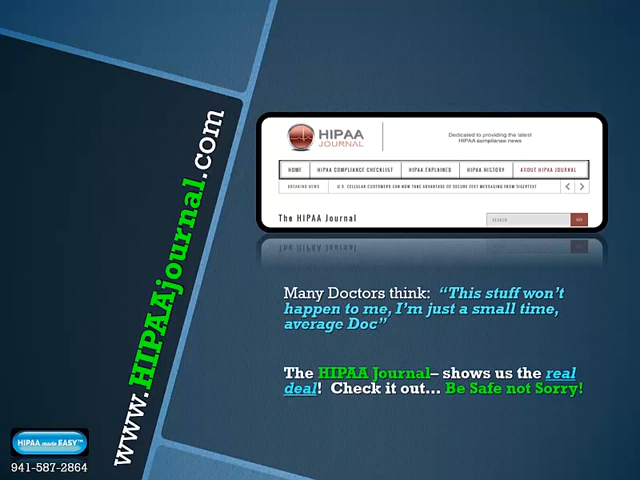 www.HIPAAjournal.com
HIPAA
JOURNAL
Dedicated to providing the latest
HIPAA compliance news
HOME HIPAA COMPLIANCE CHECKLIST HIPAA EXPLAINED HIPAA HISTORY ABOUT HIPAA JOURNAL
BREAKING NEWS U.S. CELLULAR CUSTOMERS CAN NOW TAKE ADVANTAGE OF SECURE TEXT MESSAGING FROM TIGERTEXT
The HIPAA Journal SEARCH GO
Many Doctors think: “This stuff won’t
happen to me, I’m just a small time,
average Doc”
The HIPAA Journal– shows us the real
deal! Check it out… Be Safe not Sorry!
HIPAA made EASY™
941-587-2864